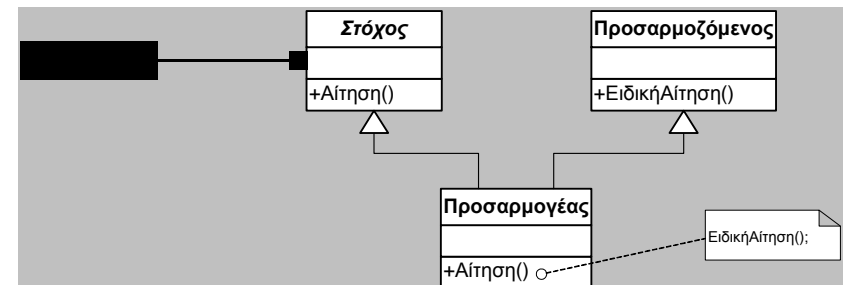 Στόχος
+Αίτηση()
Προσαρμοζόμενος
+ΕιδικήΑίτηση()
Προσαρμογέας
+Αίτηση()
ΕιδικήΑίτηση();